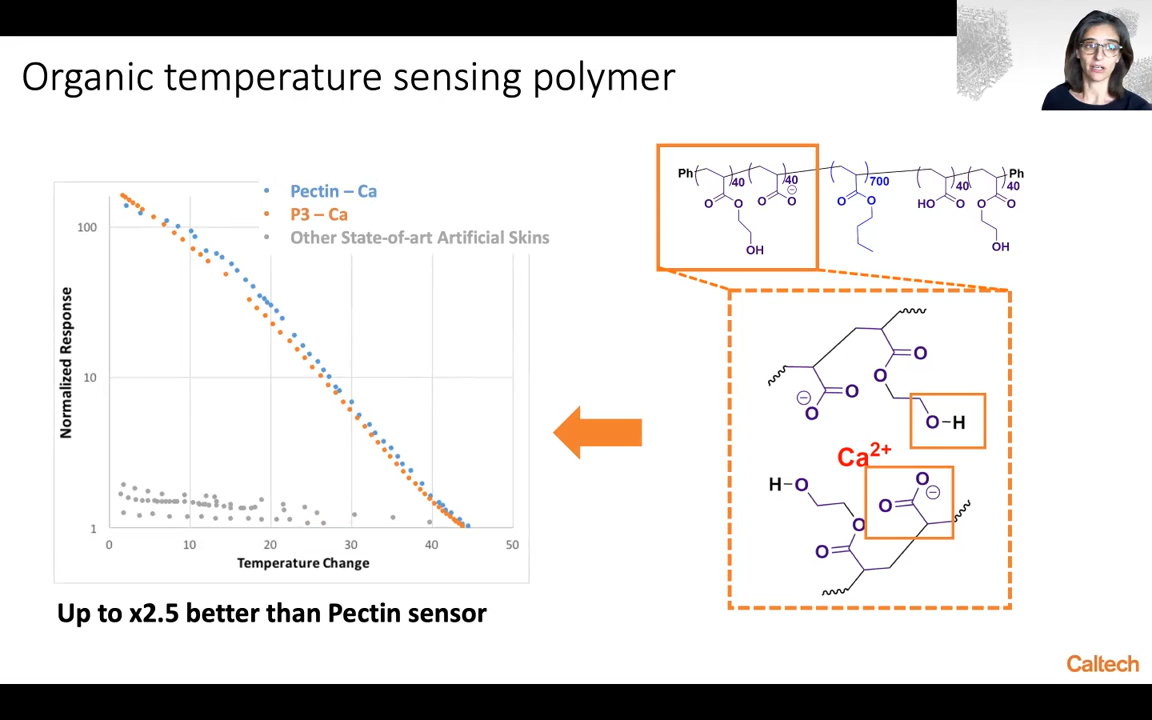 Organic temperature sensing polymer
Pectin – Ca
P3 – Ca
Other State-of-art Artificial Skins
100
10
1
Normalized Response
0 10 20 30 40 50
Temperature Change
Up to x2.5 better than Pectin sensor
Ph 40 40 700 40 40 Ph
O O O O O O HO O O O
OH OH
O
O
O
O
O
O–H
Ca2+
H–O
O
O
O
O
Caltech